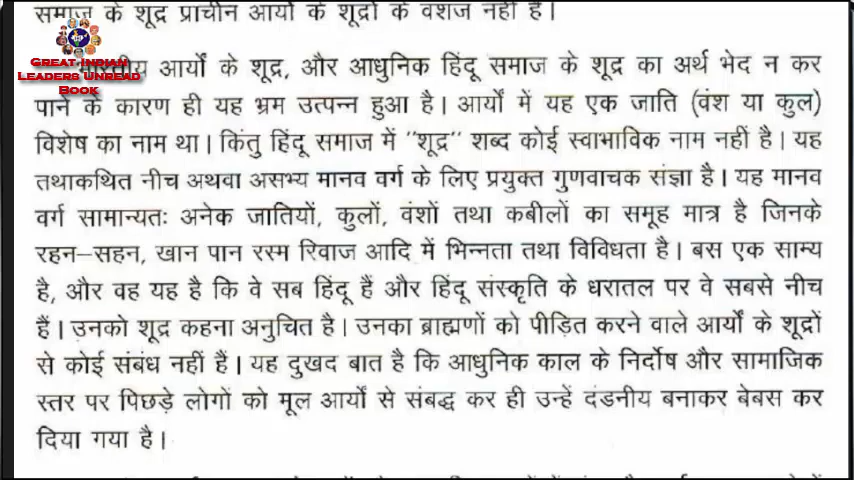 समाज के शूद्र प्राचीन आर्यों के शूद्रों के वंशज नहीं हैं।
Great Indian
Leaders Unread
Book
भारतीय आर्यों के शूद्र, और आधुनिक हिंदू समाज के शूद्र का अर्थ भेद न कर
पाने के कारण ही यह भ्रम उत्पन्न हुआ है। आर्यों में यह एक जाति (वंश या कुल)
विशेष का नाम था। किंतु हिंदू समाज में "शूद्र" शब्द कोई स्वाभाविक नाम नहीं है। यह
तथाकथित नीच अथवा असभ्य मानव वर्ग के लिए प्रयुक्त गुणवाचक संज्ञा है। यह मानव
वर्ग सामान्यतः अनेक जातियों, कुलों, वंशों तथा कबीलों का समूह मात्र है जिनके
रहन–सहन, खान पान रस्म रिवाज आदि में भिन्नता तथा विविधता है। बस एक साम्य
है, और वह यह है कि वे सब हिंदू हैं और हिंदू संस्कृति के धरातल पर वे सबसे नीच
हैं। उनको शूद्र कहना अनुचित है। उनका ब्राह्मणों को पीड़ित करने वाले आर्यों के शूद्रों
से कोई संबंध नहीं हैं। यह दुखद बात है कि आधुनिक काल के निर्दोष और सामाजिक
स्तर पर पिछड़े लोगों को मूल आर्यों से संबद्ध कर ही उन्हें दंडनीय बनाकर बेबस कर
दिया गया है।